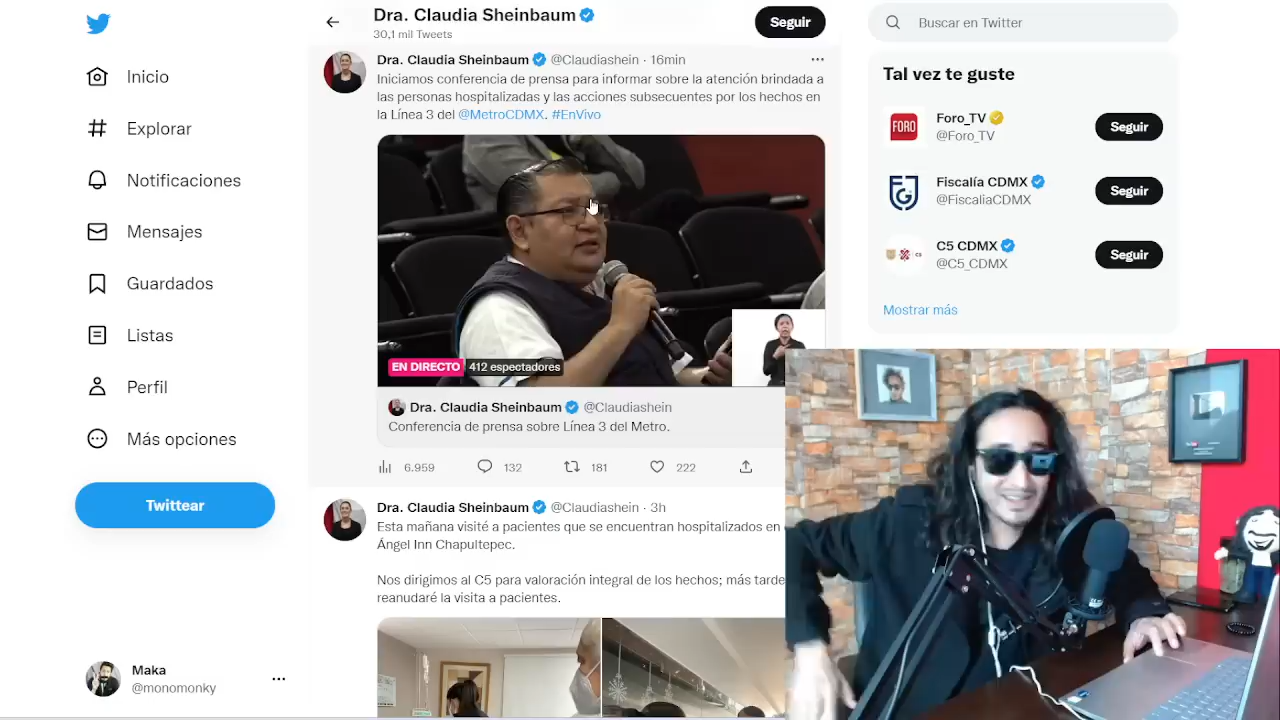 Dra. Claudia Sheinbaum
30,1 mil Tweets
Seguir
Inicio
Explorar
Notificaciones
Mensajes
Guardados
Listas
Perfil
Más opciones
Twittear
Maka
@monomonky
Dra. Claudia Sheinbaum @Claudiashein · 16min
Iniciamos conferencia de prensa para informar sobre la atención brindada a
las personas hospitalizadas y las acciones subsecuentes por los hechos en
la Línea 3 del @MetroCDMX. #EnVivo
EN DIRECTO 412 espectadores
Dra. Claudia Sheinbaum @Claudiashein
Conferencia de prensa sobre Línea 3 del Metro.
6.959 132 181 222
Dra. Claudia Sheinbaum @Claudiashein · 3h
Esta mañana visité a pacientes que se encuentran hospitalizados en
Ángel Inn Chapultepec.
Nos dirigimos al C5 para valoración integral de los hechos; más tarde
reanudaré la visita a pacientes.
Buscar en Twitter
Tal vez te guste
FORO
Foro_TV
@Foro_TV
Seguir
Fiscalía CDMX
@FiscaliaCDMX
Seguir
C5 CDMX
@C5_CDMX
Seguir
Mostrar más